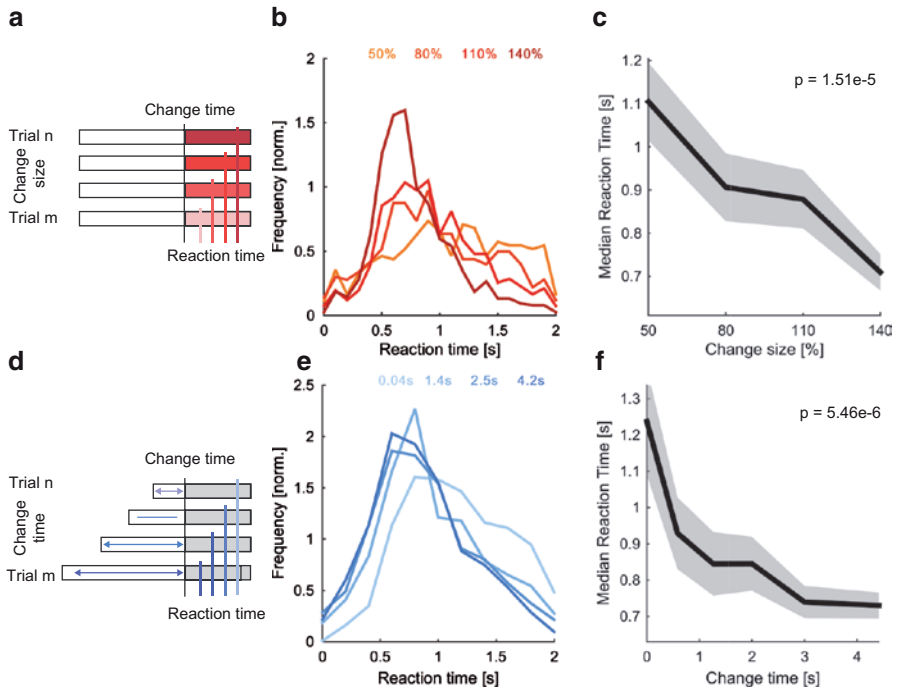 a
Change time
Trial n
Change size
Trial m
Reaction time
b
50% 80% 110% 140%
Frequency [norm.]
2
1.5
1
0.5
0
0 0.5 1 1.5 2
Reaction time [s]
c
p = 1.51e-5
Median Reaction Time [s]
1.2
1.1
1
0.9
0.8
0.7
50 80 110 140
Change size [%]
d
Change time
Trial n
Change time
Trial m
Reaction time
e
0.04s 1.4s 2.5s 4.2s
Frequency [norm.]
2.5
2
1.5
1
0.5
0
0 0.5 1 1.5 2
Reaction time [s]
f
p = 5.46e-6
Median Reaction Time [s]
1.3
1.2
1.1
1
0.9
0.8
0.7
0 1 2 3 4
Change time [s]